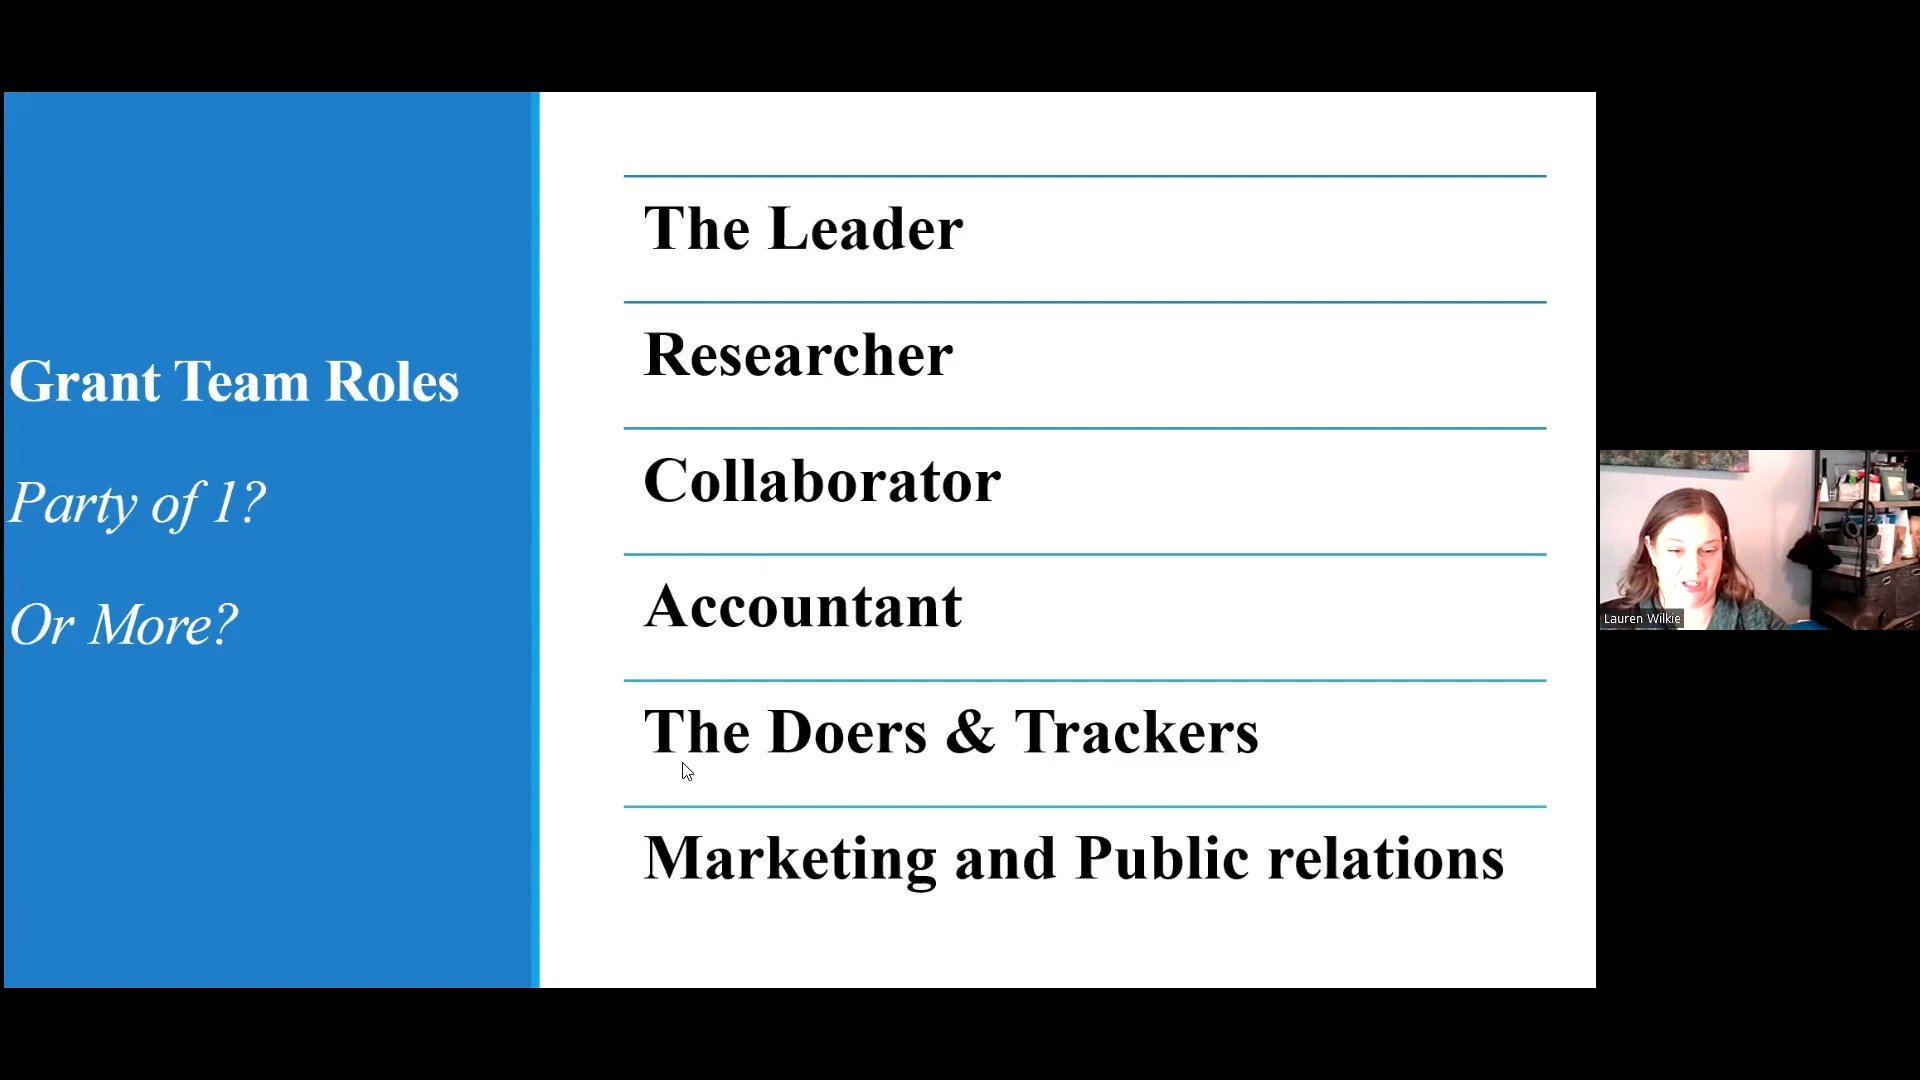 Grant Team Roles
Party of 1?
Or More?
The Leader
Researcher
Collaborator
Accountant
The Doers & Trackers
Marketing and Public relations
Lauren Wilkie